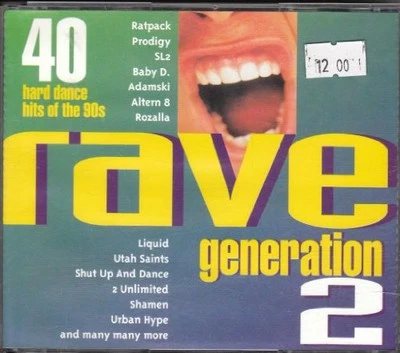 40
hard dance
hits of the 90s
Ratpack
Prodigy
SL2
Baby D.
Adamski
Altern 8
Rozalla
12 00
rave
generation
2
Liquid
Utah Saints
Shut Up And Dance
2 Unlimited
Shamen
Urban Hype
and many many more